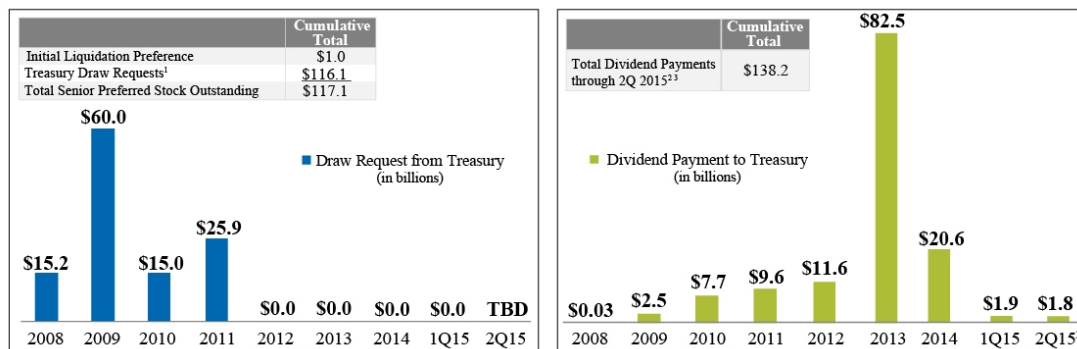 Cumulative
Total
Initial Liquidation Preference $1.0
Treasury Draw Requests¹ $116.1
Total Senior Preferred Stock Outstanding $117.1
$60.0
Draw Request from Treasury
(in billions)
$25.9
$15.2 $15.0
$0.0 $0.0 $0.0 $0.0 TBD
2008 2009 2010 2011 2012 2013 2014 1Q15 2Q15
Cumulative
Total
Total Dividend Payments
through 2Q 2015²³ $138.2
$82.5
Dividend Payment to Treasury
(in billions)
$20.6
$0.03 $2.5 $7.7 $9.6 $11.6 $1.9 $1.8
2008 2009 2010 2011 2012 2013 2014 1Q15 2Q15